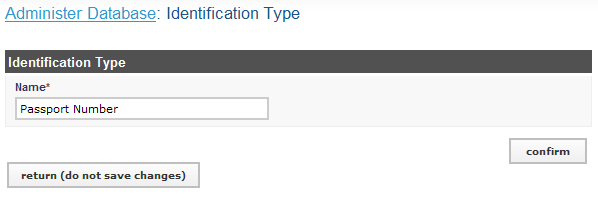 Administer Database: Identification Type
Identification Type
Name*
Passport Number
confirm
return (do not save changes)